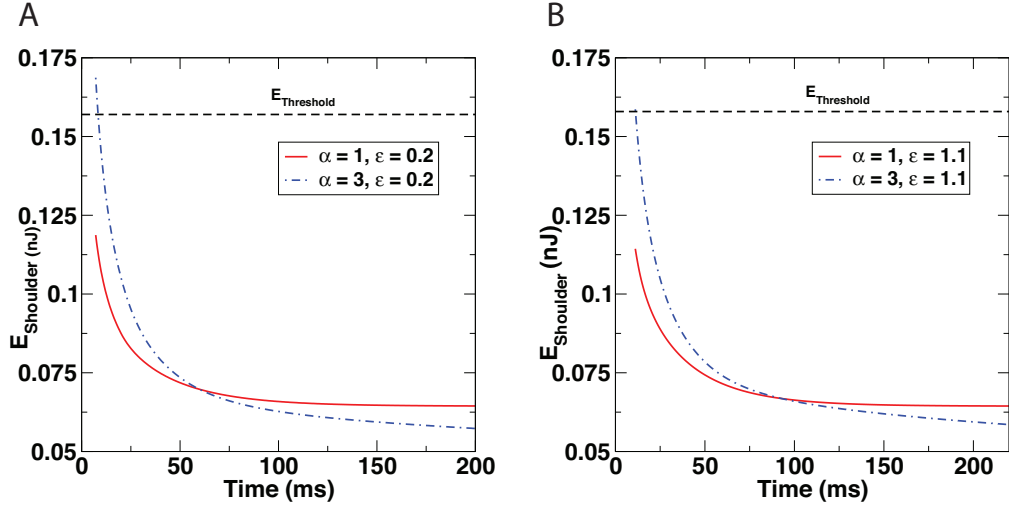 A
0.175
0.15
0.125
0.1
0.075
0.05
E_Shoulder (nJ)
E_Threshold
α = 1, ε = 0.2
α = 3, ε = 0.2
0 50 100 150 200
Time (ms)
B
0.175
0.15
0.125
0.1
0.075
0.05
E_Shoulder (nJ)
E_Threshold
α = 1, ε = 1.1
α = 3, ε = 1.1
0 50 100 150 200
Time (ms)